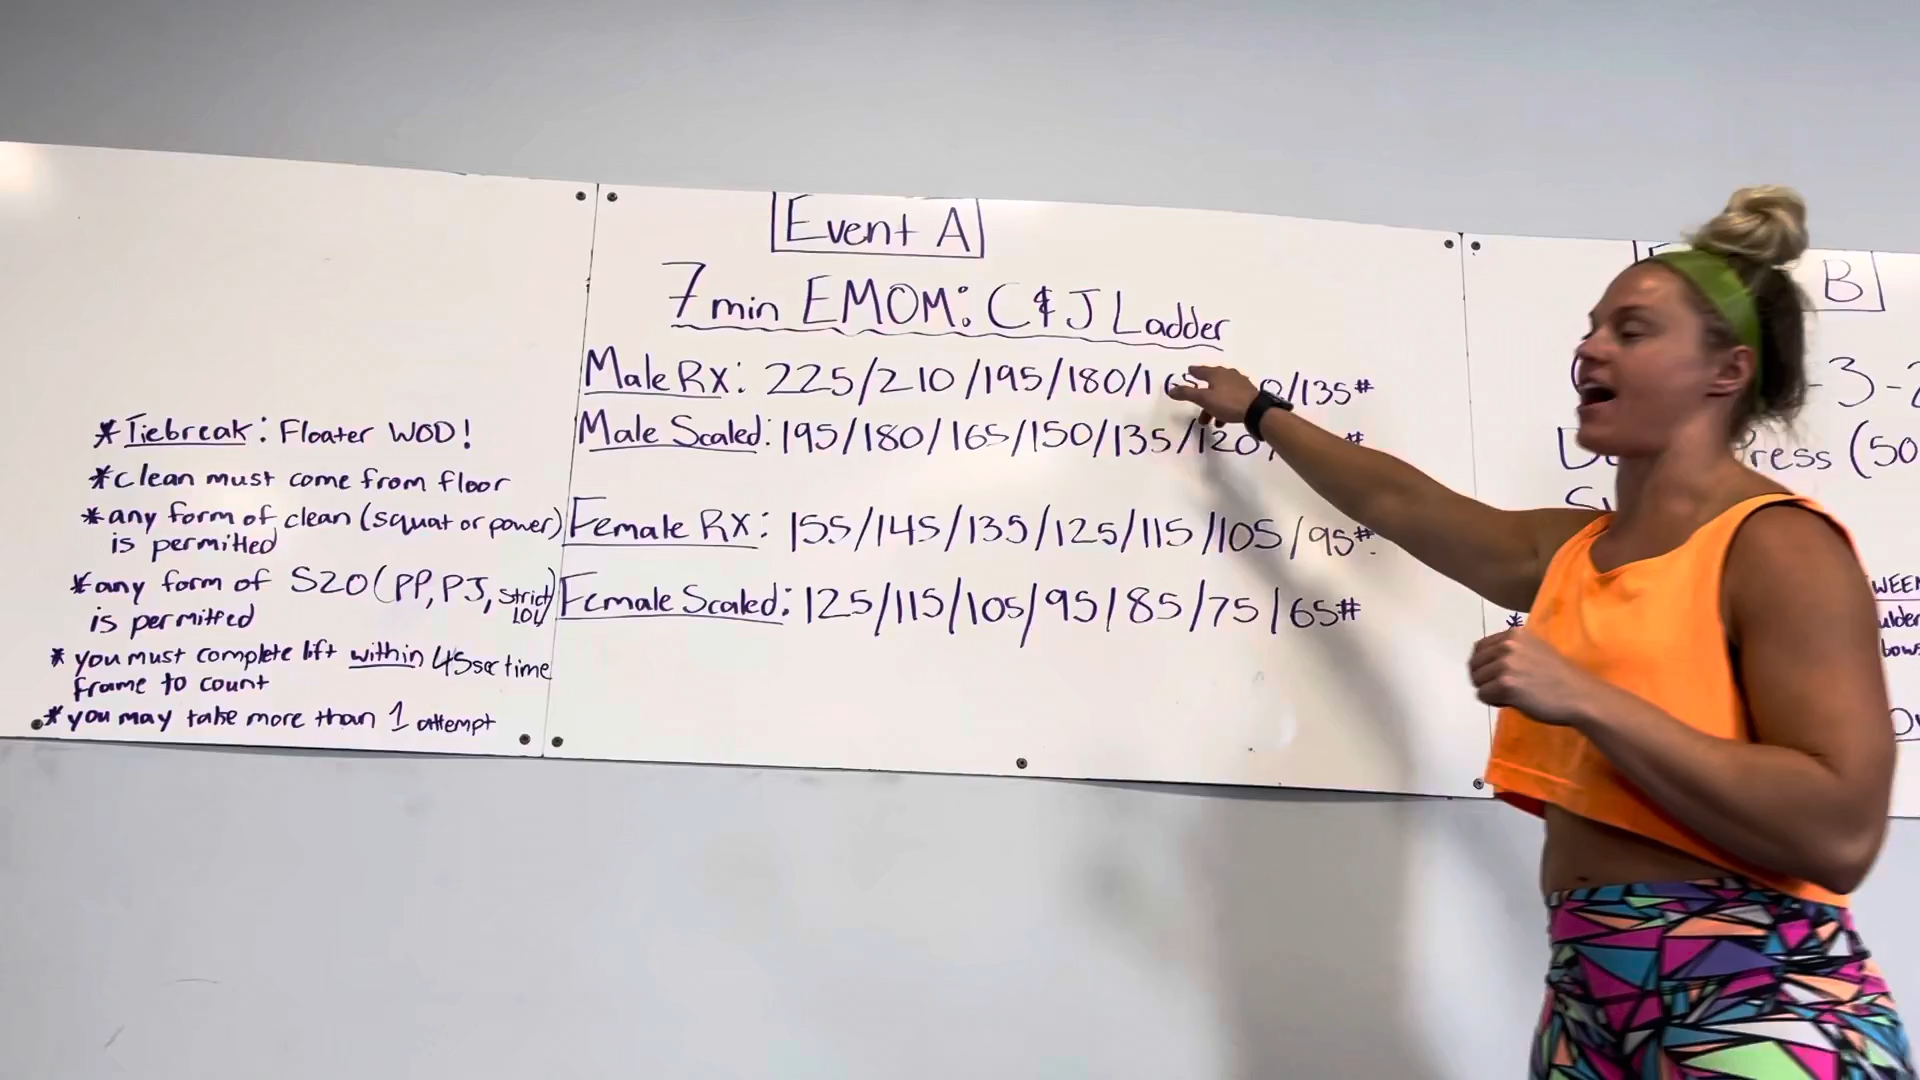 Event A
7 min EMOM: C & J Ladder
Male RX: 225/210/195/180/165 /135#
Male Scaled: 195/180/165/150/135/120/ #
Female RX: 155/145/135/125/115/105/95#
Female Scaled: 125/115/105/95/85/75/65#
* Tiebreak: Floater WOD!
* clean must come from floor
* any form of clean (squat or power)
is permitted
* any form of S2O (PP, PJ, strict
LOL)
is permitted
* you must complete lift within 45sec time
frame to count
* you may take more than 1 attempt
B
-3-2
Press (50